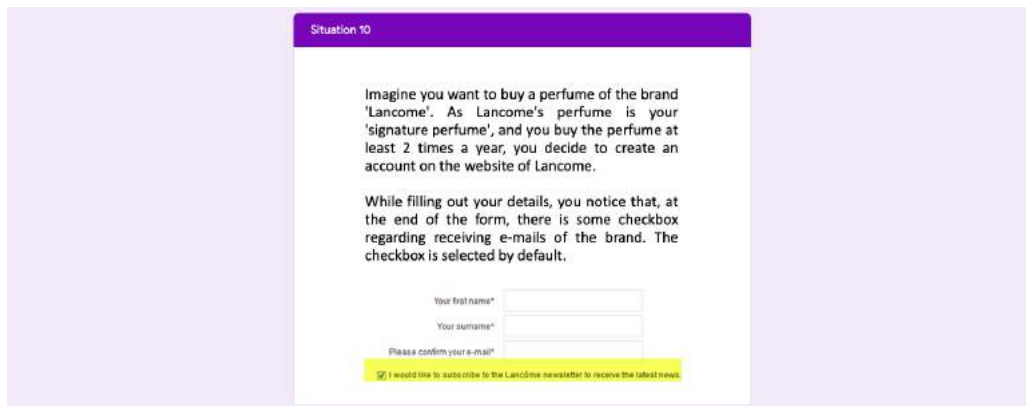 Situation 10
Imagine you want to buy a perfume of the brand
'Lancome'. As Lancome's perfume is your
'signature perfume', and you buy the perfume at
least 2 times a year, you decide to create an
account on the website of Lancome.
While filling out your details, you notice that, at
the end of the form, there is some checkbox
regarding receiving e-mails of the brand. The
checkbox is selected by default.
Your first name*
Your surname*
Please confirm your e-mail*
I would like to subscribe to the Lancôme newsletter to receive the latest news.